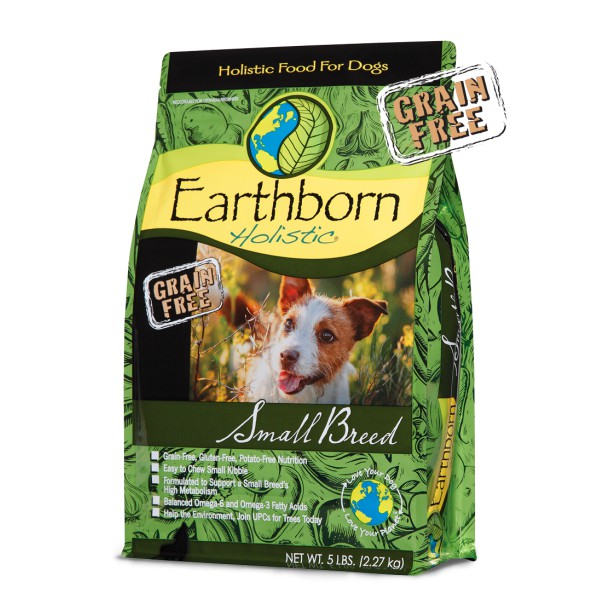 Holistic Food For Dogs
GRAIN
FREE
Earthborn
Holistic®
GRAIN
FREE
Small Breed
Grain-Free, Gluten-Free, Potato-Free Nutrition
Easy to Chew Small Kibble
Formulated to Support a Small Breed's
High Metabolism
Balanced Omega-6 and Omega-3 Fatty Acids
Help the Environment, Join UPCs for Trees Today
Love Your Dog
Love Your Planet
NET WT. 5 LBS. (2.27kg)
Earthborn
Small B